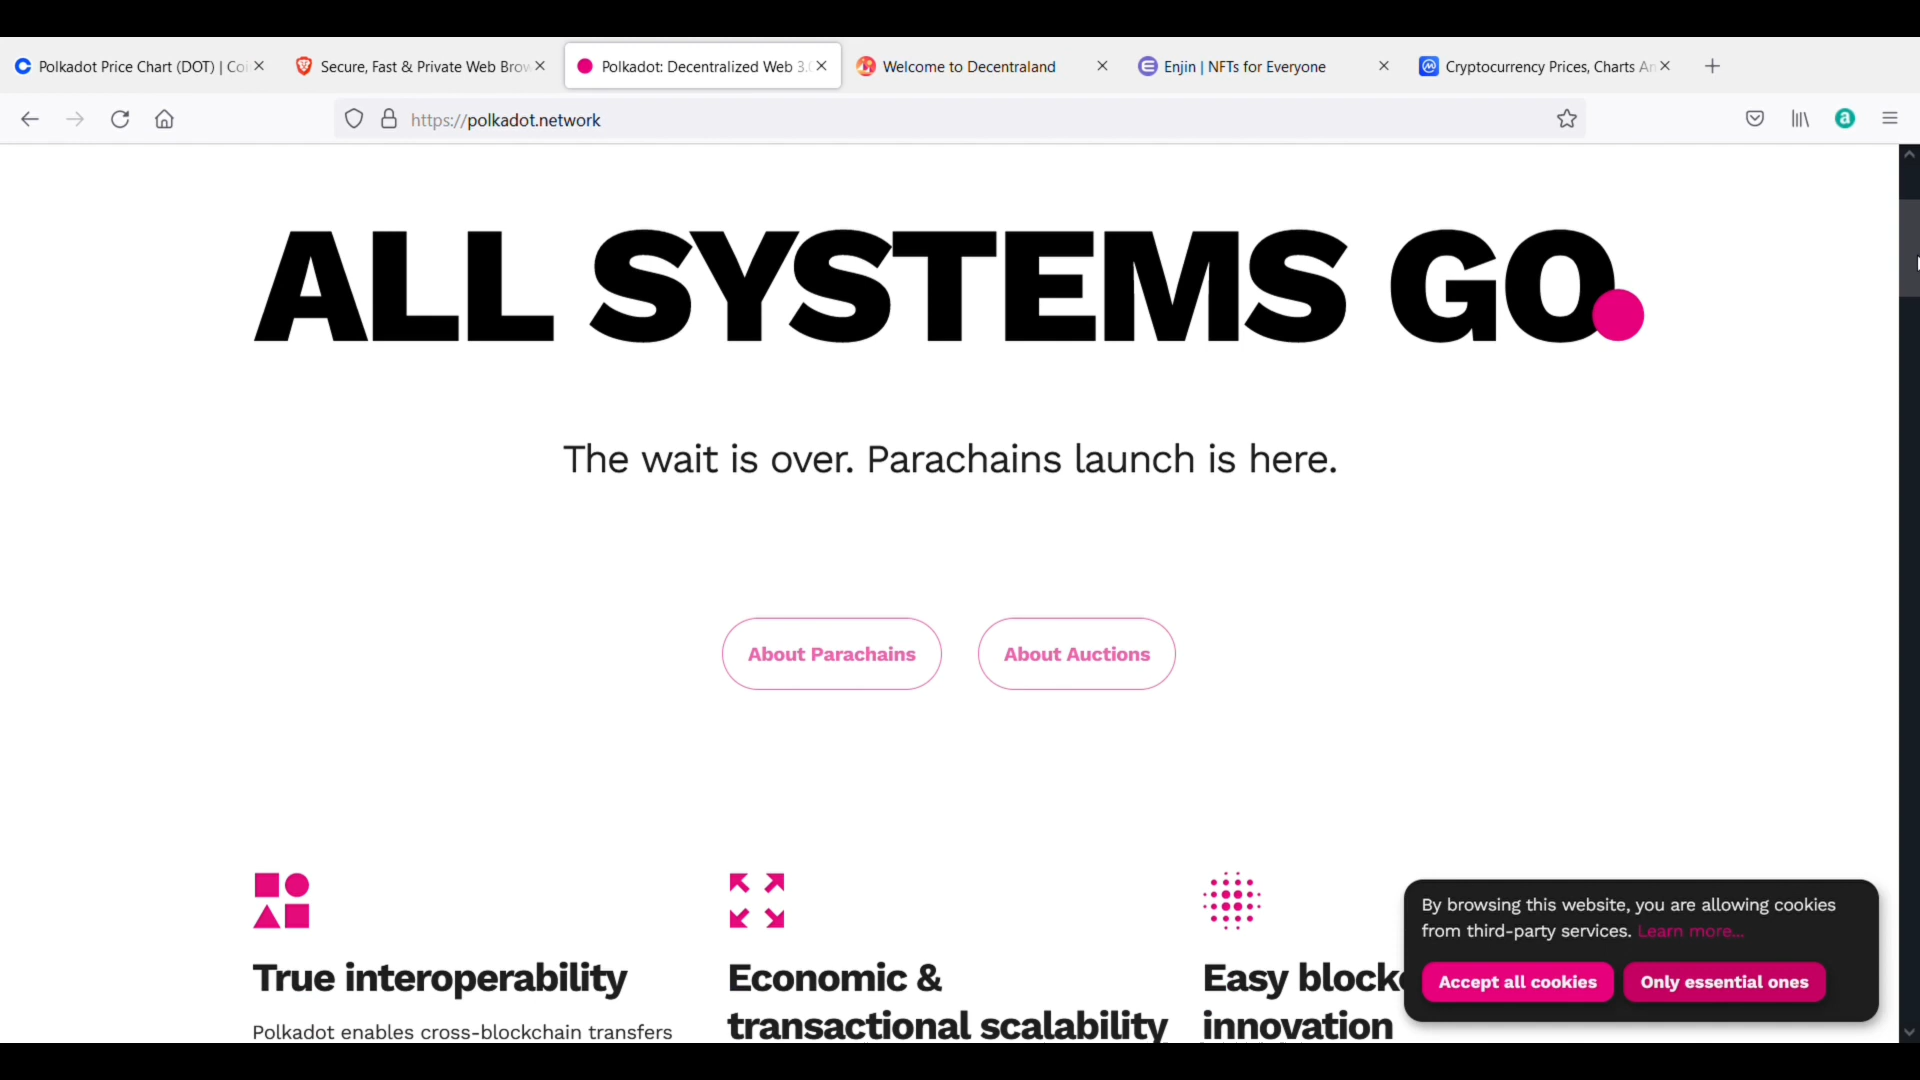 Polkadot Price Chart (DOT) | Coi
Secure, Fast & Private Web Brow
Polkadot: Decentralized Web 3.0
Welcome to Decentraland
Enjin | NFTs for Everyone
Cryptocurrency Prices, Charts An
https://polkadot.network
ALL SYSTEMS GO.
The wait is over. Parachains launch is here.
About Parachains
About Auctions
True interoperability
Polkadot enables cross-blockchain transfers
Economic &
transactional scalability
Easy blockc
innovation
By browsing this website, you are allowing cookies
from third-party services. Learn more...
Accept all cookies
Only essential ones